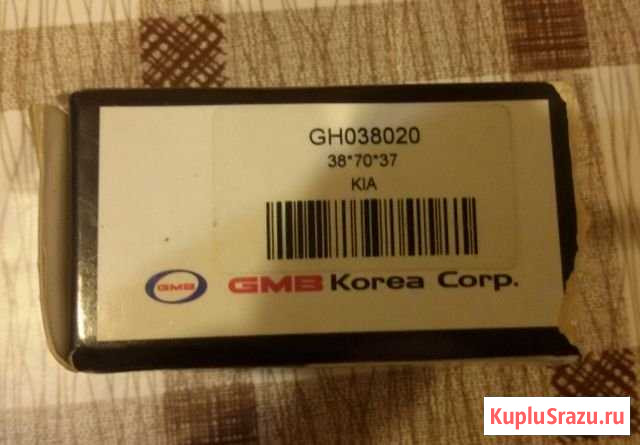 GH038020
38*70*37
KIA
GMB GMB Korea Corp.
KupluSrazu.ru